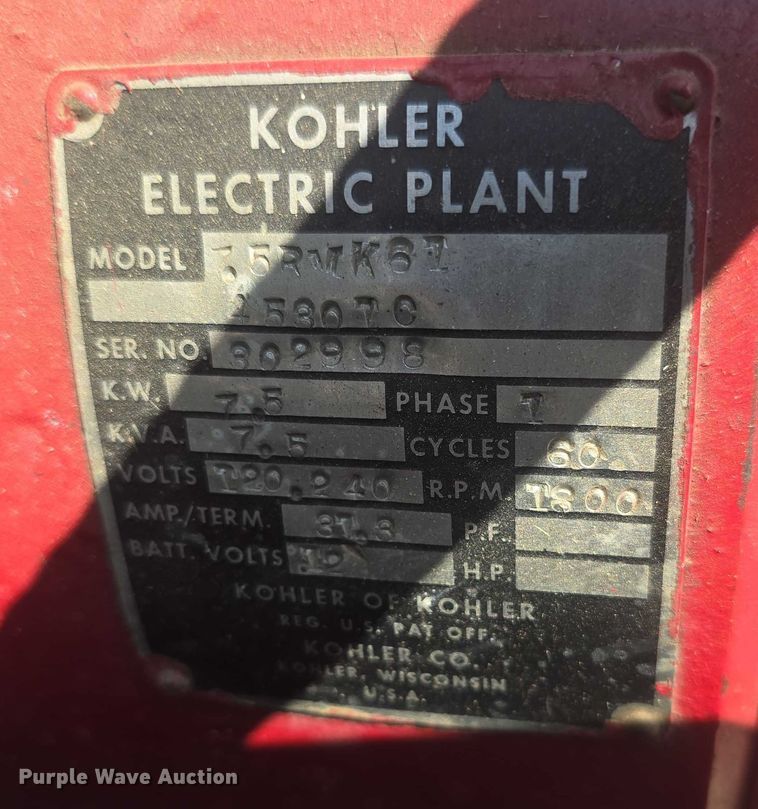 KOHLER
ELECTRIC PLANT
MODEL 7.5RMK61
1530TC
SER. NO. 302998
K.W. 7.5 PHASE 1
K.V.A. 7.5 CYCLES 60.
VOLTS 120.240 R.P.M. 1800
AMP./TERM. 31.3 P.F.
BATT. VOLTS 12 H.P.
KOHLER OF KOHLER
REG. U.S. PAT OFF.
KOHLER CO.
KOHLER, WISCONSIN
U.S.A.
Purple Wave Auction